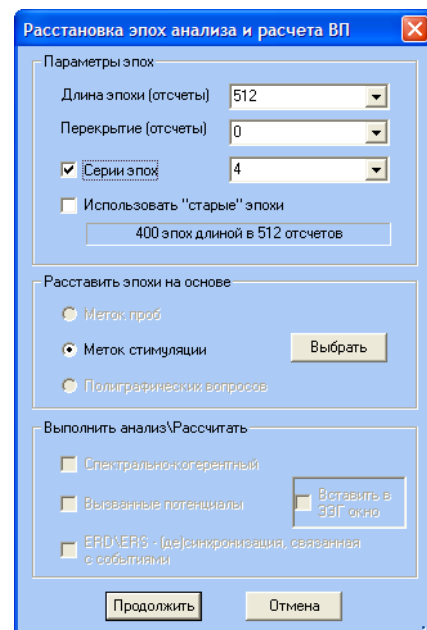 Расстановка эпох анализа и расчета ВП
Параметры эпох
Длина эпохи (отсчеты) 512
Перекрытие (отсчеты) 0
Серии эпох 4
Использовать "старые" эпохи
400 эпох длиной в 512 отсчетов
Расставить эпохи на основе
Меток проб
Меток стимуляции Выбрать
Полиграфических вопросов
Выполнить анализ\Рассчитать
Спектрально-когерентный
Вызванные потенциалы
Вставить в
ЭЭГ окно
ERD\ERS - (де)синхронизация, связанная
с событиями
Продолжить Отмена